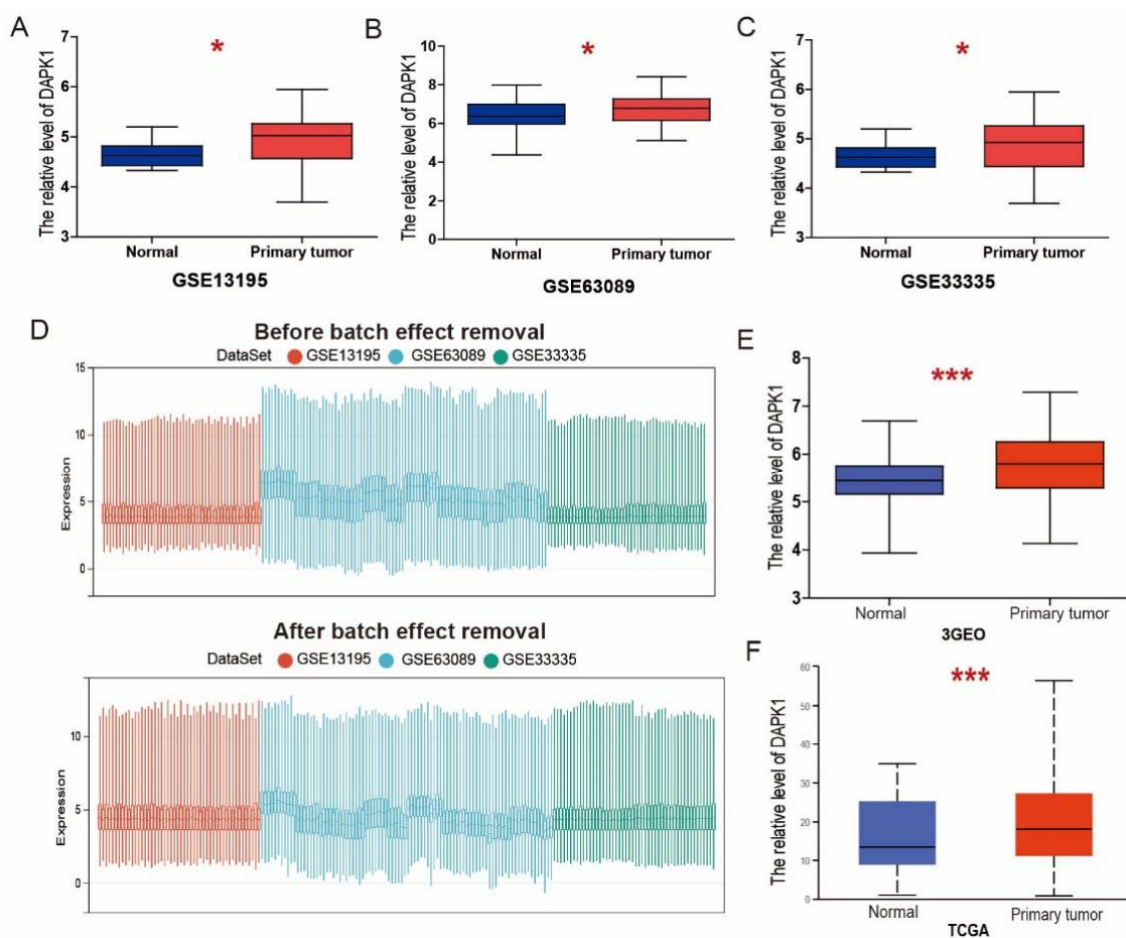 A
The relative level of DAPK1
7
6
5
4
3
*
Normal Primary tumor
GSE13195
B
The relative level of DAPK1
10
8
6
4
2
0
*
Normal Primary tumor
GSE63089
C
The relative level of DAPK1
7
6
5
4
3
*
Normal Primary tumor
GSE33335
D
Before batch effect removal
DataSet GSE13195 GSE63089 GSE33335
Expression
15
10
5
0
After batch effect removal
DataSet GSE13195 GSE63089 GSE33335
Expression
10
5
0
E
The relative level of DAPK1
8
7
6
5
4
3
***
Normal Primary tumor
3GEO
F
The relative level of DAPK1
60
50
40
30
20
10
0
***
Normal Primary tumor
TCGA